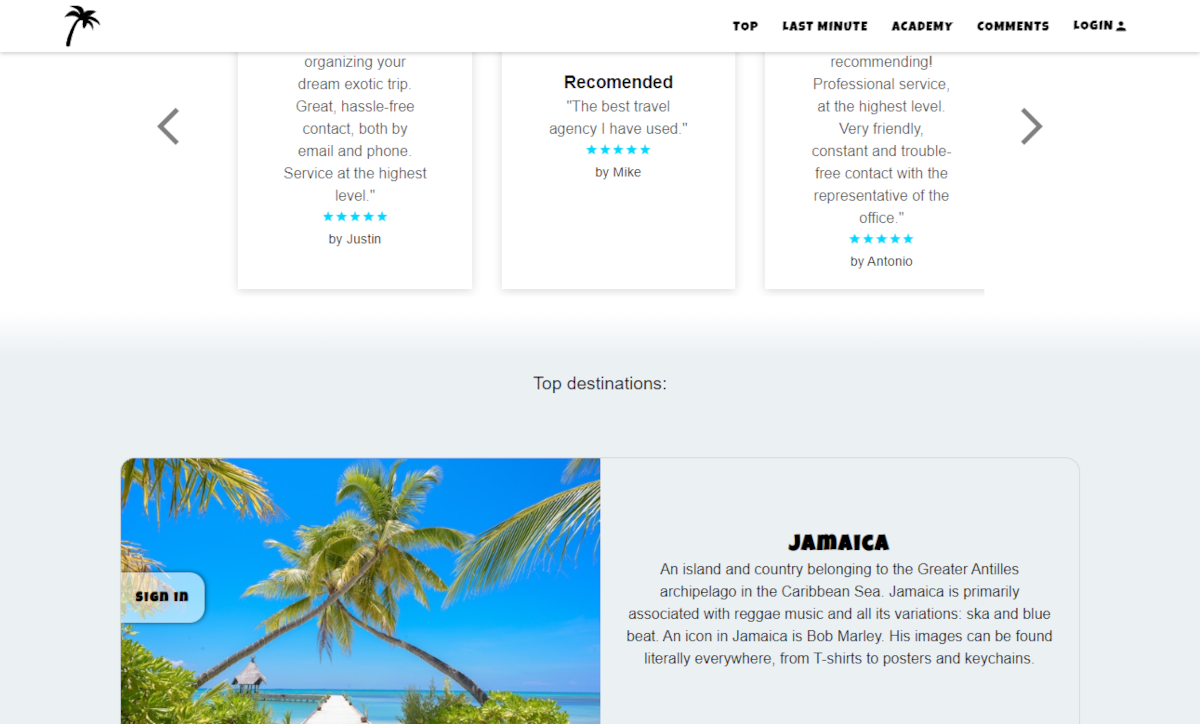 TOP LAST MINUTE ACADEMY COMMENTS LOGIN
organizing your
dream exotic trip.
Great, hassle-free
contact, both by
email and phone.
Service at the highest
level."
by Justin
Recomended
"The best travel
agency I have used."
by Mike
recommending!
Professional service,
at the highest level.
Very friendly,
constant and trouble-
free contact with the
representative of the
office."
by Antonio
Top destinations:
SIGN IN
JAMAICA
An island and country belonging to the Greater Antilles
archipelago in the Caribbean Sea. Jamaica is primarily
associated with reggae music and all its variations: ska and blue
beat. An icon in Jamaica is Bob Marley. His images can be found
literally everywhere, from T-shirts to posters and keychains.